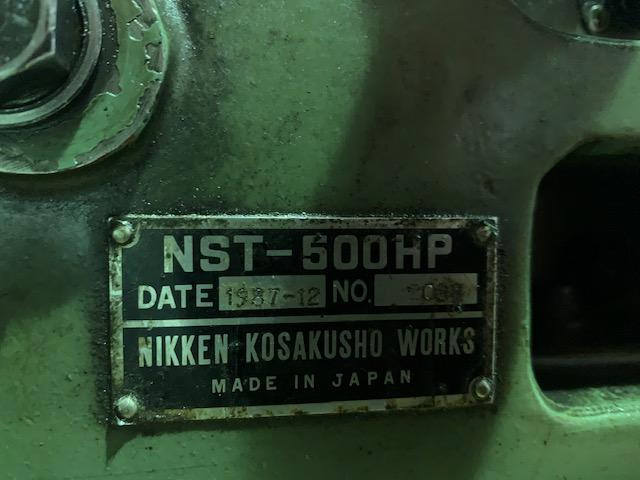 NST-500HP
DATE 1987-12 NO.
NIKKEN KOSAKUSHO WORKS
MADE IN JAPAN